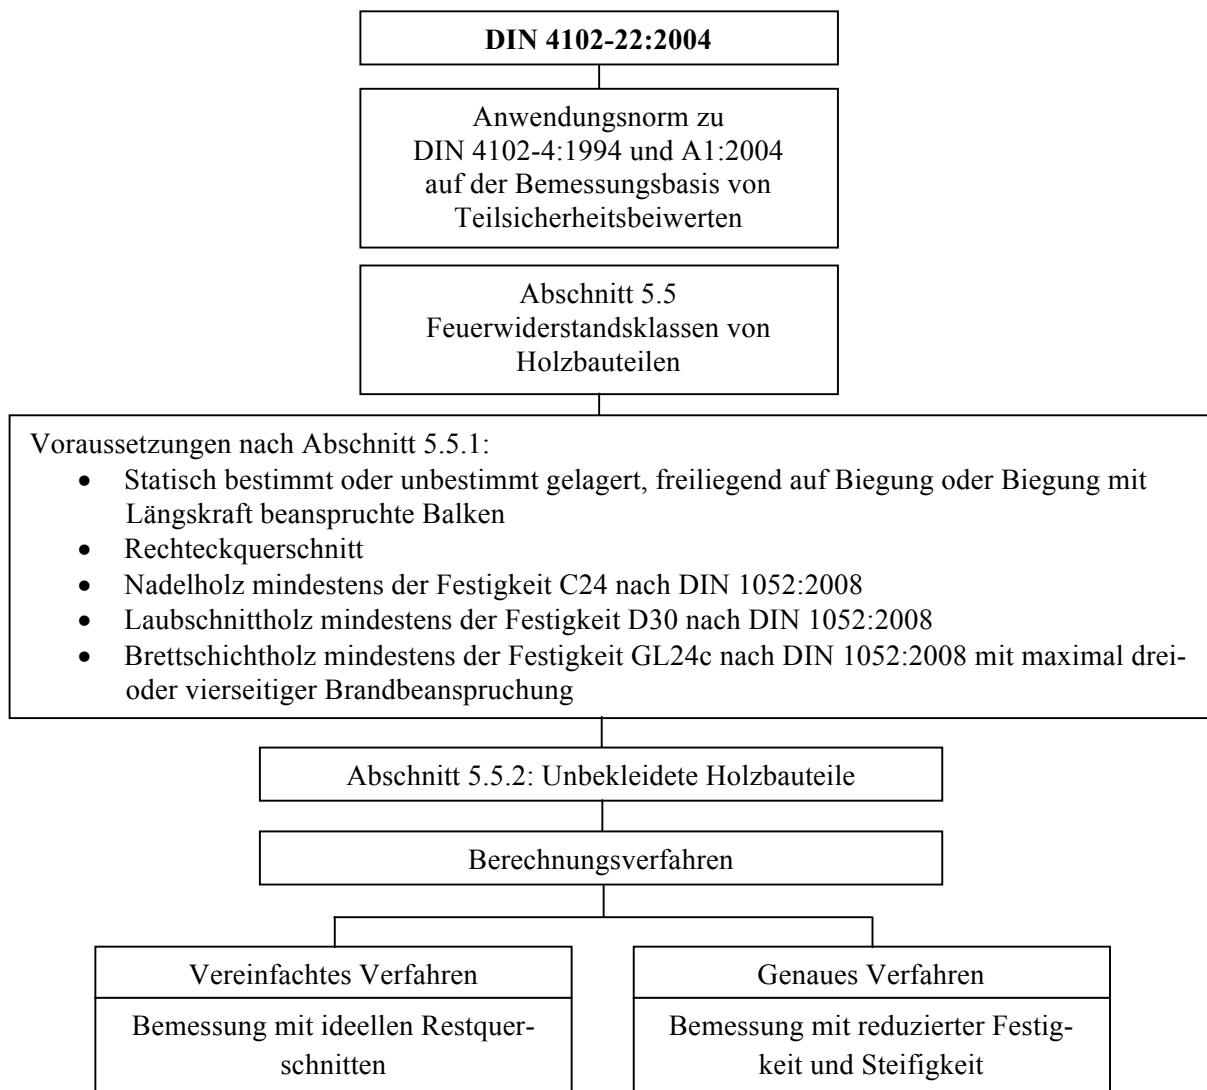 DIN 4102-22:2004
Anwendungsnorm zu
DIN 4102-4:1994 und A1:2004
auf der Bemessungsbasis von
Teilsicherheitsbeiwerten
Abschnitt 5.5
Feuerwiderstandsklassen von
Holzbauteilen
Voraussetzungen nach Abschnitt 5.5.1:
• Statisch bestimmt oder unbestimmt gelagert, freiliegend auf Biegung oder Biegung mit
Längskraft beanspruchte Balken
• Rechteckquerschnitt
• Nadelholz mindestens der Festigkeit C24 nach DIN 1052:2008
• Laubschnittholz mindestens der Festigkeit D30 nach DIN 1052:2008
• Brettschichtholz mindestens der Festigkeit GL24c nach DIN 1052:2008 mit maximal drei-
oder vierseitiger Brandbeanspruchung
Abschnitt 5.5.2: Unbekleidete Holzbauteile
Berechnungsverfahren
Vereinfachtes Verfahren
Bemessung mit ideellen Restquer-
schnitten
Genaues Verfahren
Bemessung mit reduzierter Festig-
keit und Steifigkeit